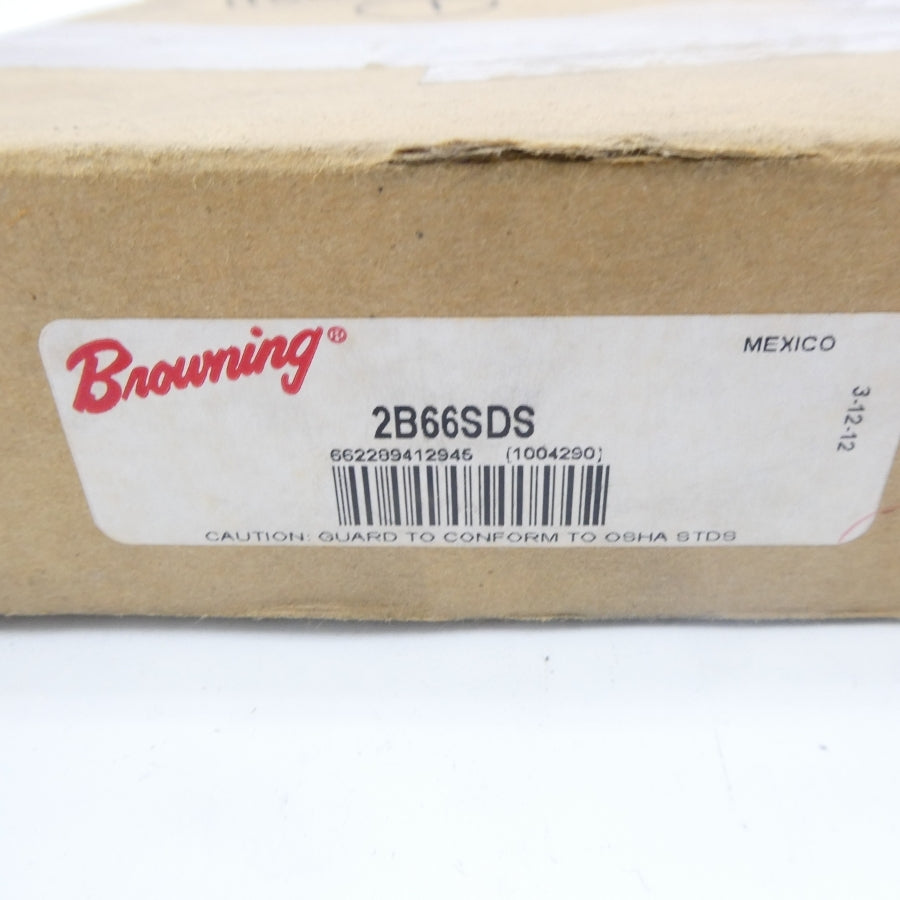 Browning®
MEXICO
3-12-12
2B66SDS
662289412945 (1004290)
CAUTION: GUARD TO CONFORM TO OSHA STDS